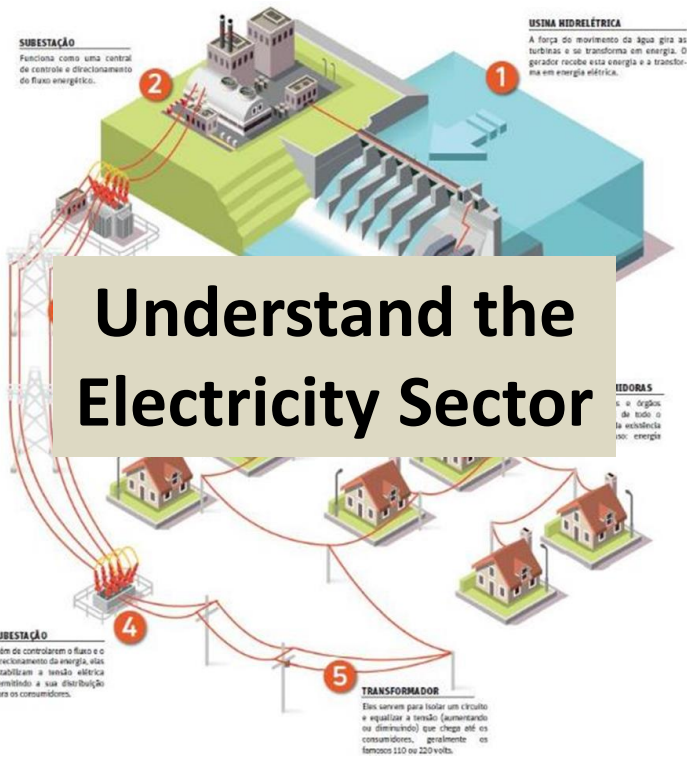 USINA HIDRELÉTRICA
A força do movimento da água gira as
turbinas e se transforma em energia. O
gerador recebe esta energia e a transfor-
ma em energia elétrica.
1
SUBESTAÇÃO
Funciona como uma central
de controle e direcionamento
do fluxo energético.
2
Understand the
Electricity Sector
MIDORAS
s e órgãos
de todo o
la existência
so: energia
4
UBESTAÇÃO
lém de controlarem o fluxo e o
recionamento da energia, elas
tabilizam a tensão elétrica
ermitindo a sua distribuição
ara os consumidores.
5
TRANSFORMADOR
Eles servem para isolar um circuito
e equalizar a tensão (aumentando
ou diminuindo) que chega até os
consumidores, geralmente os
famosos 110 ou 220 volts.